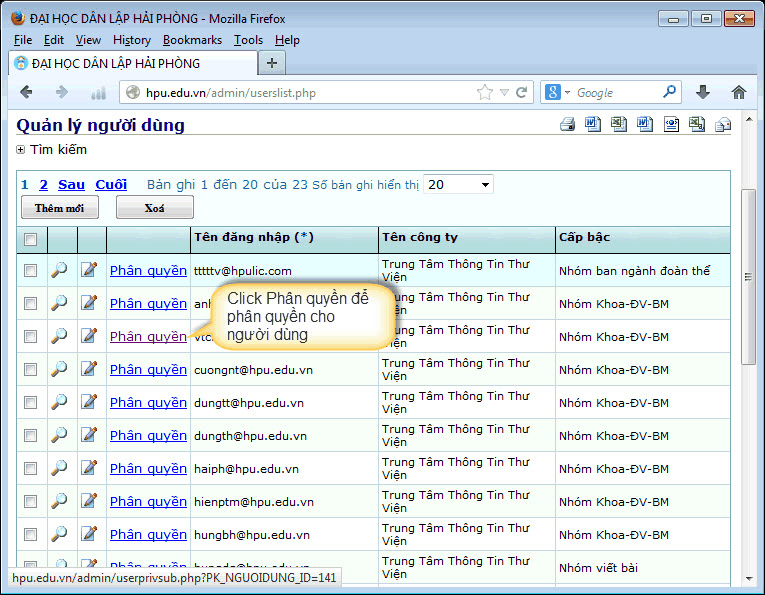 ĐẠI HỌC DÂN LẬP HẢI PHÒNG - Mozilla Firefox
File Edit View History Bookmarks Tools Help
ĐẠI HỌC DÂN LẬP HẢI PHÒNG
hpu.edu.vn/admin/userslist.php
Google
Quản lý người dùng
Tìm kiếm
1 2 Sau Cuối Bản ghi 1 đến 20 của 23 Số bản ghi hiển thị 20
Thêm mới Xoá
Tên đăng nhập (*) Tên công ty Cấp bậc
Phân quyền tttttv@hpulic.com Trung Tâm Thông Tin Thư
Viện Nhóm ban ngành đoàn thể
Phân quyền Trung Tâm Thông Tin Thư
Viện Nhóm Khoa-ĐV-BM
Click Phân quyền để
phân quyền cho
người dùng
Phân quyền Trung Tâm Thông Tin Thư
Viện Nhóm Khoa-ĐV-BM
Phân quyền cuongnt@hpu.edu.vn Trung Tâm Thông Tin Thư
Viện Nhóm Khoa-ĐV-BM
Phân quyền dungtt@hpu.edu.vn Trung Tâm Thông Tin Thư
Viện Nhóm Khoa-ĐV-BM
Phân quyền dungth@hpu.edu.vn Trung Tâm Thông Tin Thư
Viện Nhóm Khoa-ĐV-BM
Phân quyền haiph@hpu.edu.vn Trung Tâm Thông Tin Thư
Viện Nhóm Khoa-ĐV-BM
Phân quyền hienptm@hpu.edu.vn Trung Tâm Thông Tin Thư
Viện Nhóm Khoa-ĐV-BM
Phân quyền hungbh@hpu.edu.vn Trung Tâm Thông Tin Thư
Viện Nhóm Khoa-ĐV-BM
Trung Tâm Thông Tin Thư
Viện Nhóm viết bài
hpu.edu.vn/admin/userprivsub.php?PK_NGUOIDUNG_ID=141